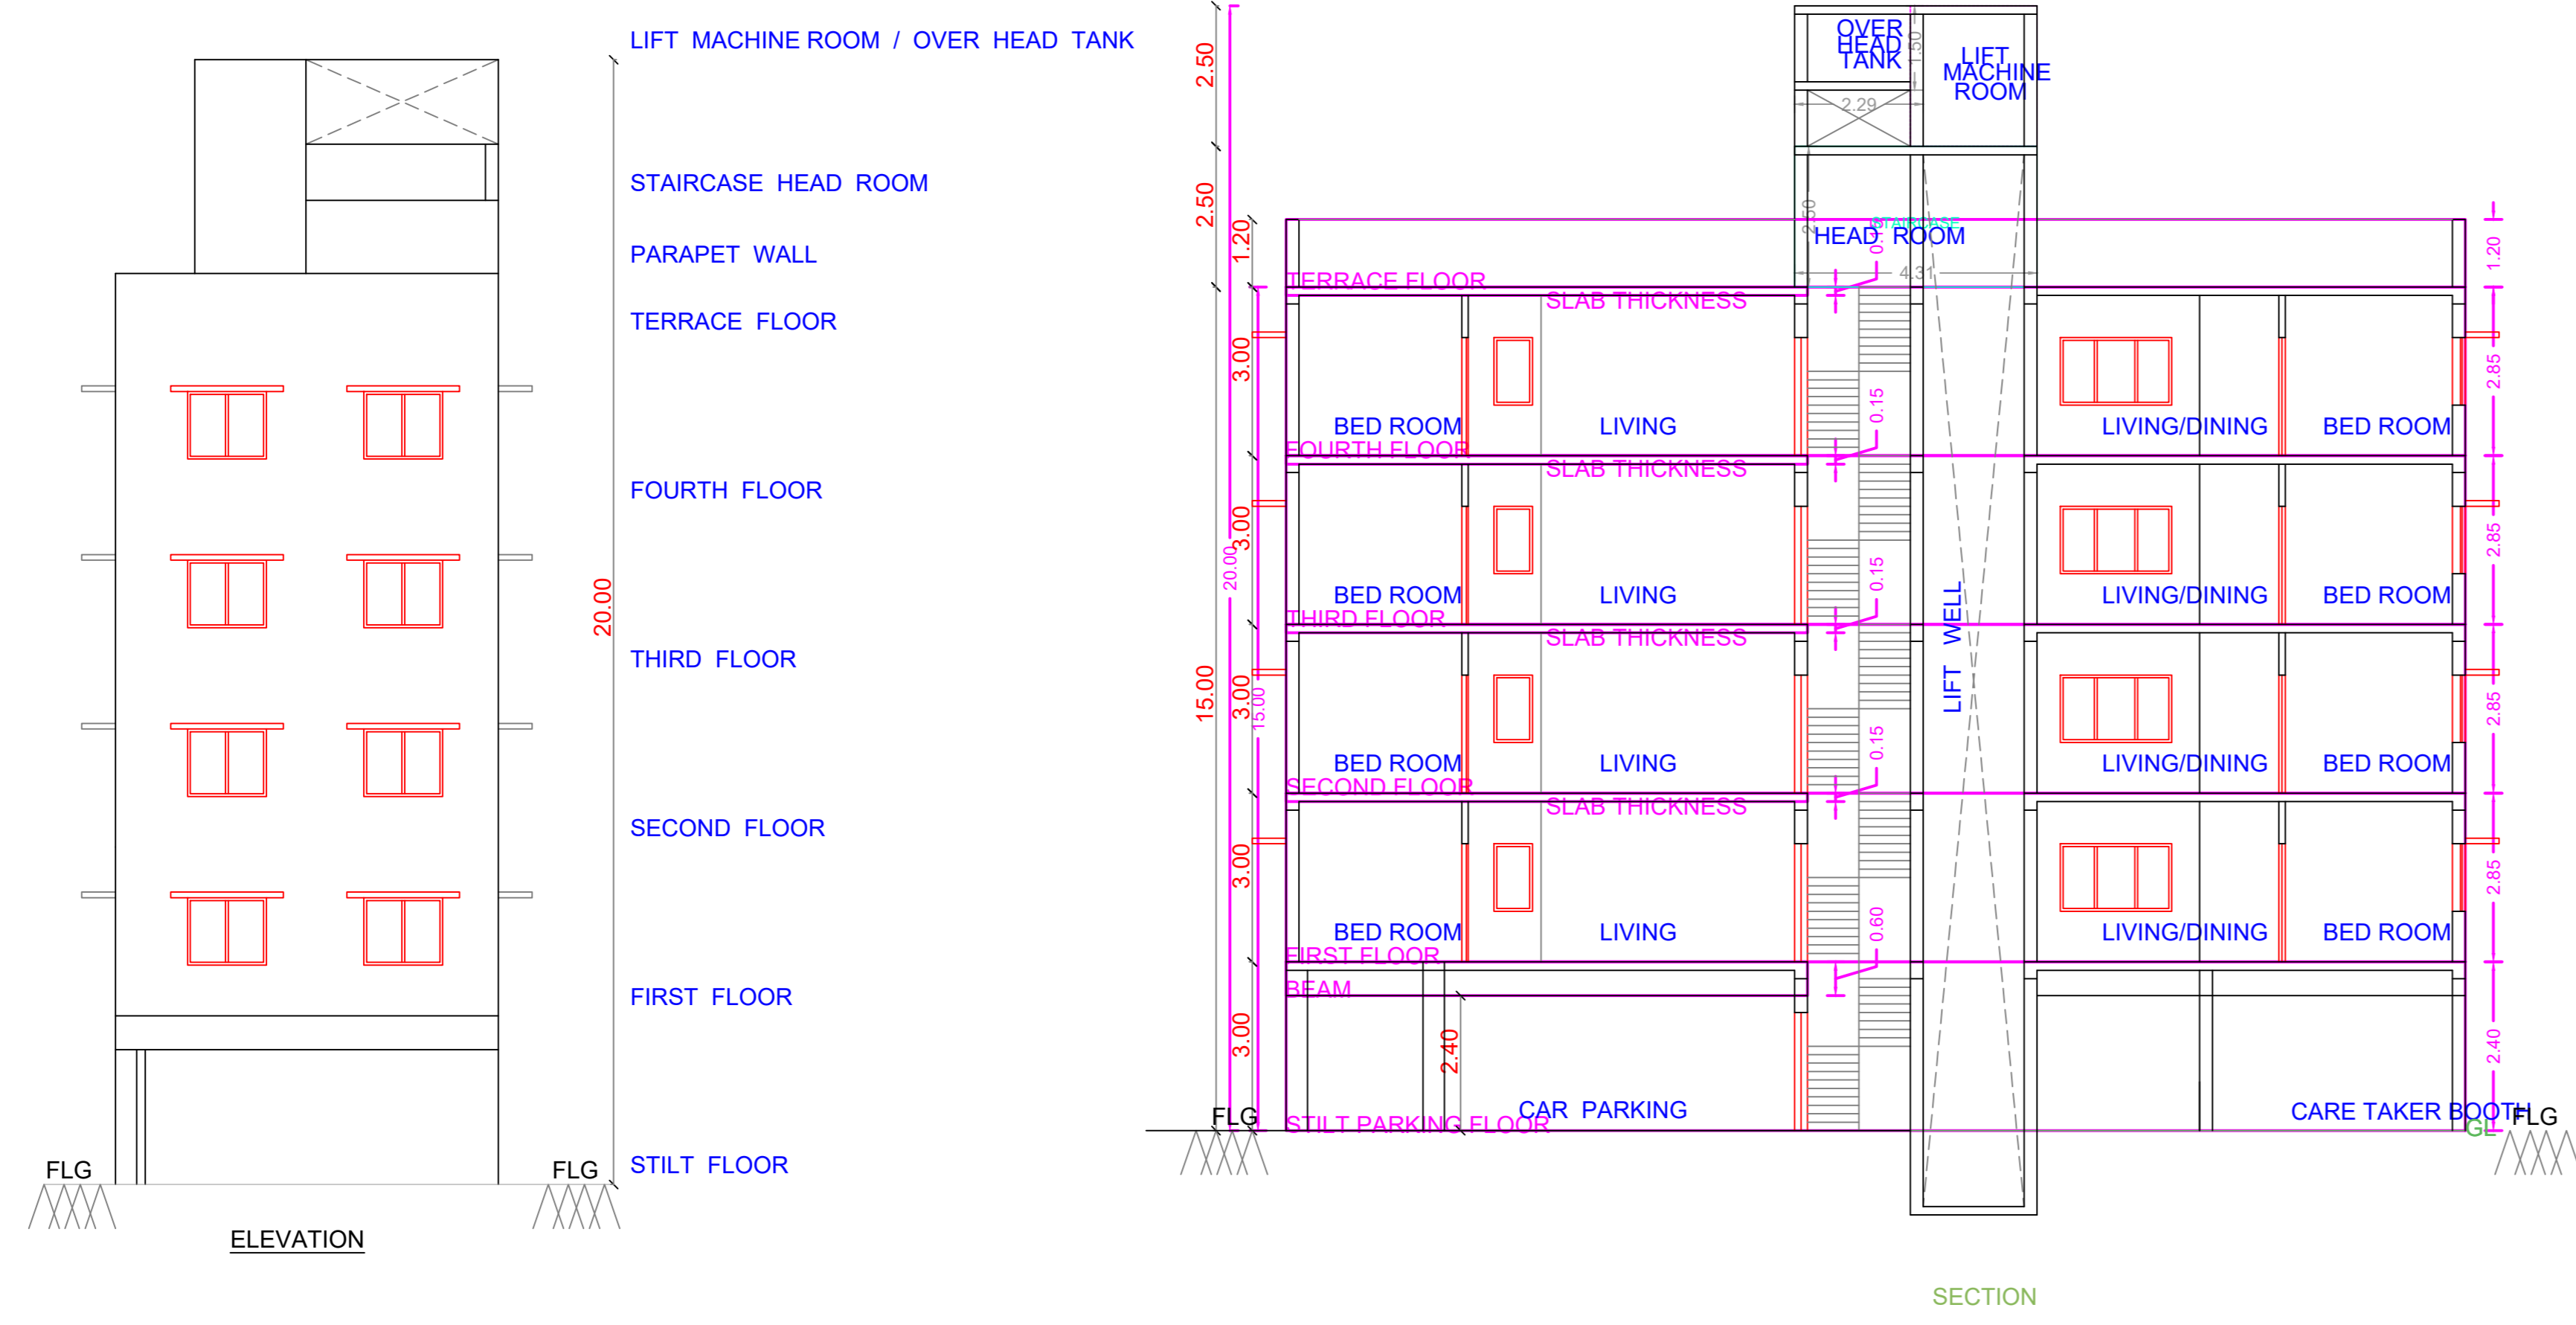 LIFT MACHINE ROOM / OVER HEAD TANK
STAIRCASE HEAD ROOM
PARAPET WALL
TERRACE FLOOR
FOURTH FLOOR
THIRD FLOOR
SECOND FLOOR
FIRST FLOOR
STILT FLOOR
20.00
FLG
FLG
ELEVATION
2.50
2.50
15.00
20.00
15.00
1.20
3.00
3.00
3.00
3.00
3.00
OVER
HEAD
TANK
1.50
LIFT
MACHINE
ROOM
2.29
2.50
STAIRCASE
HEAD ROOM
4.31
TERRACE FLOOR
SLAB THICKNESS
1.20
BED ROOM
LIVING
0.15
LIVING/DINING
BED ROOM
2.85
FOURTH FLOOR
SLAB THICKNESS
BED ROOM
LIVING
0.15
LIVING/DINING
BED ROOM
2.85
THIRD FLOOR
SLAB THICKNESS
LIFT WELL
BED ROOM
LIVING
0.15
LIVING/DINING
BED ROOM
2.85
SECOND FLOOR
SLAB THICKNESS
BED ROOM
LIVING
0.60
LIVING/DINING
BED ROOM
2.85
FIRST FLOOR
BEAM
2.40
2.40
CAR PARKING
CARE TAKER BOOTH
FLG
STILT PARKING FLOOR
GL
FLG
SECTION